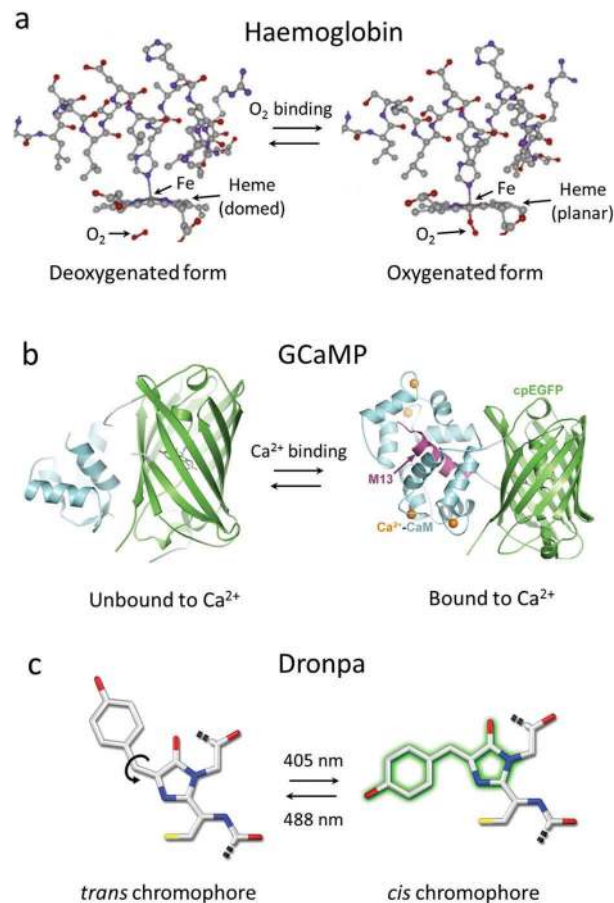 a
Haemoglobin
O₂ binding
Fe
Heme
(domed)
O₂
Deoxygenated form
Fe
Heme
(planar)
O₂
Oxygenated form
b
GCaMP
Ca²⁺ binding
cpEGFP
M13
Ca²⁺-CaM
Unbound to Ca²⁺
Bound to Ca²⁺
c
Dronpa
405 nm
488 nm
trans chromophore
cis chromophore